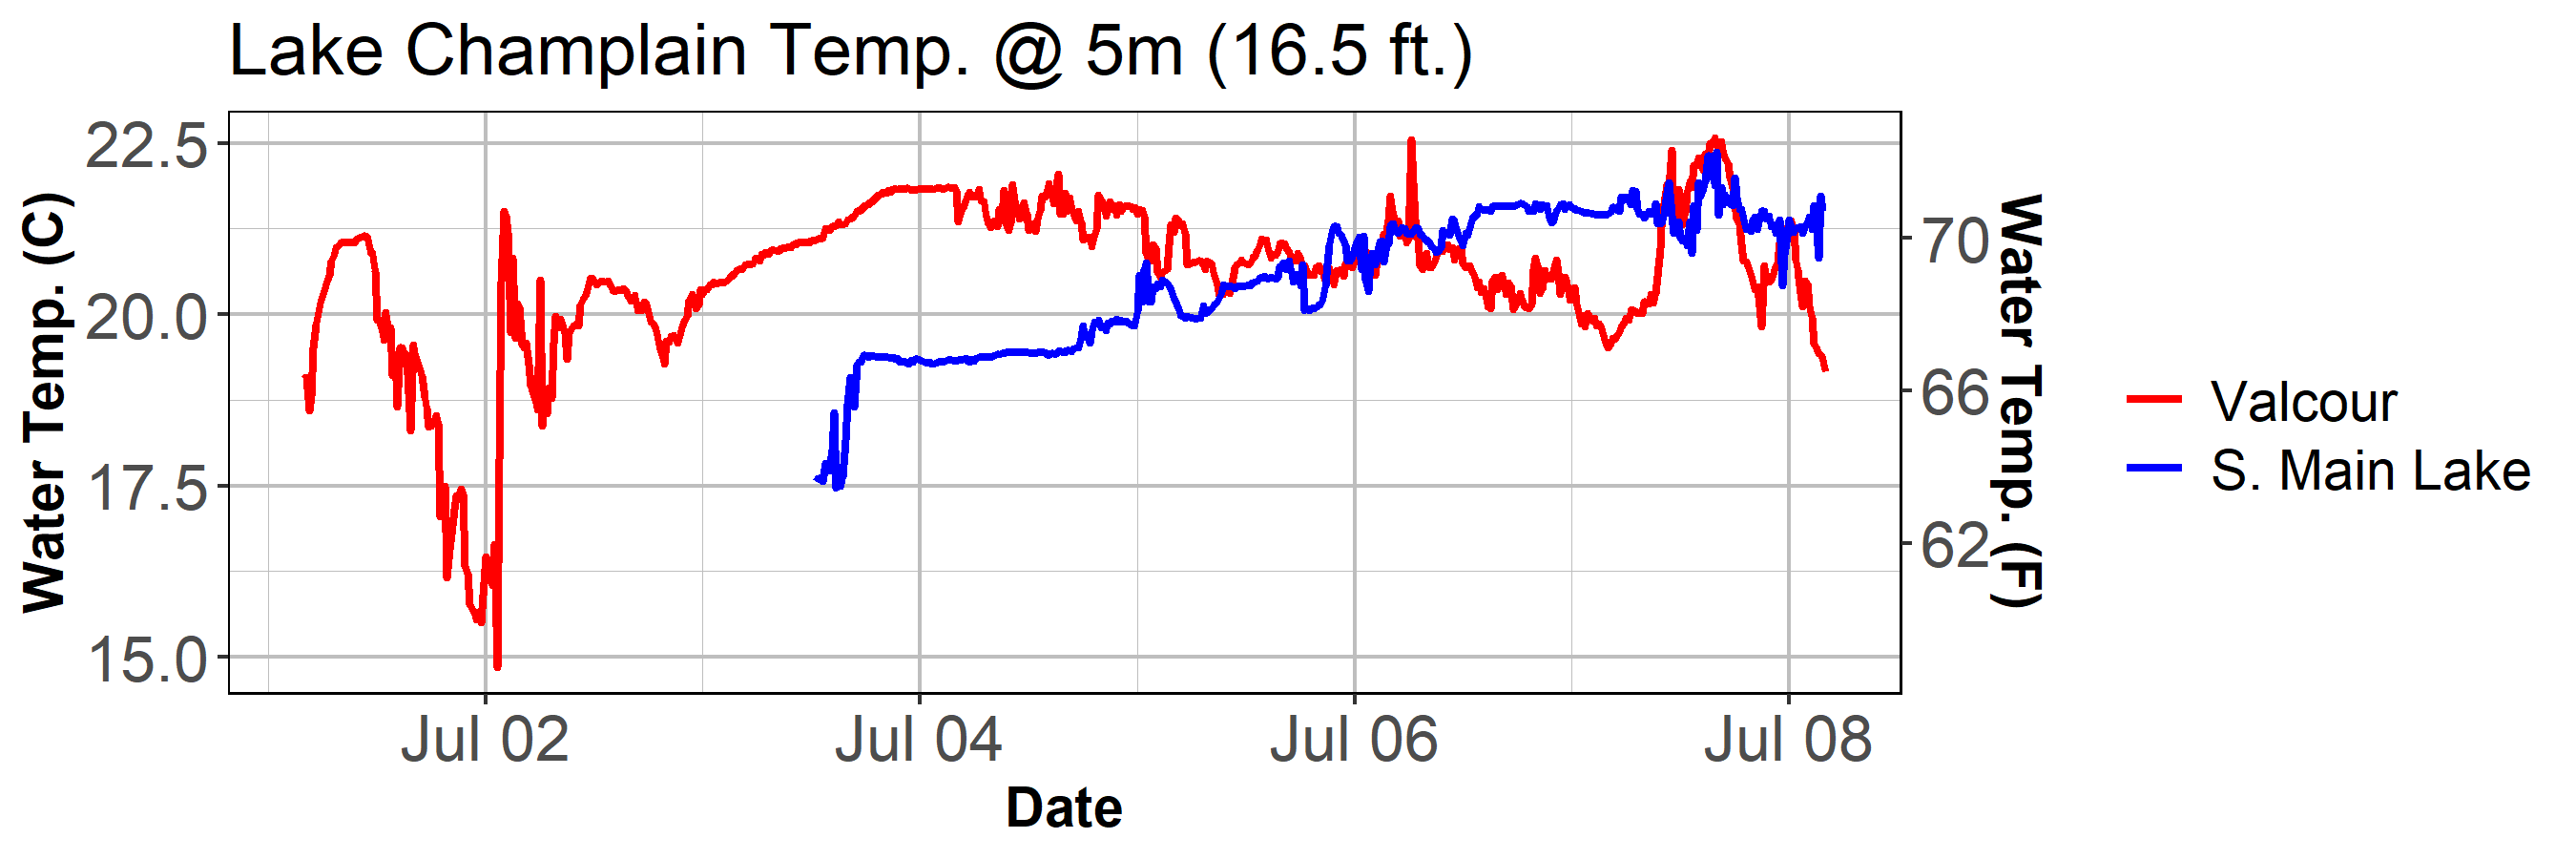 Lake Champlain Temp. @ 5m (16.5 ft.)
Water Temp. (C)
22.5
20.0
17.5
15.0
70
66
62
Water Temp. (F)
Jul 02
Jul 04
Jul 06
Jul 08
Date
Valcour
S. Main Lake